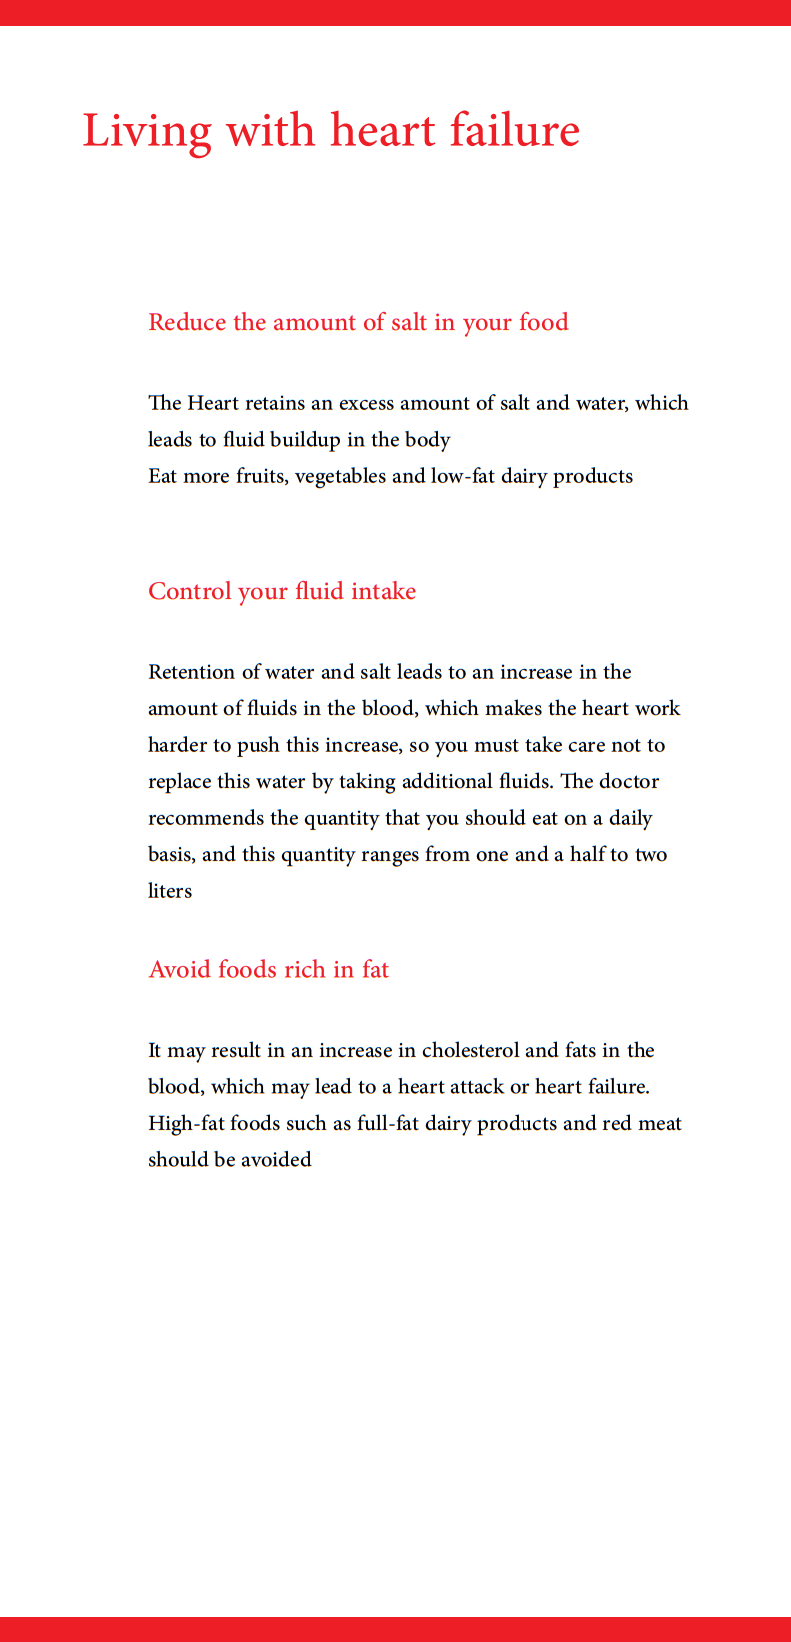 Living with heart failure
Reduce the amount of salt in your food
The Heart retains an excess amount of salt and water, which
leads to fluid buildup in the body
Eat more fruits, vegetables and low-fat dairy products
Control your fluid intake
Retention of water and salt leads to an increase in the
amount of fluids in the blood, which makes the heart work
harder to push this increase, so you must take care not to
replace this water by taking additional fluids. The doctor
recommends the quantity that you should eat on a daily
basis, and this quantity ranges from one and a half to two
liters
Avoid foods rich in fat
It may result in an increase in cholesterol and fats in the
blood, which may lead to a heart attack or heart failure.
High-fat foods such as full-fat dairy products and red meat
should be avoided